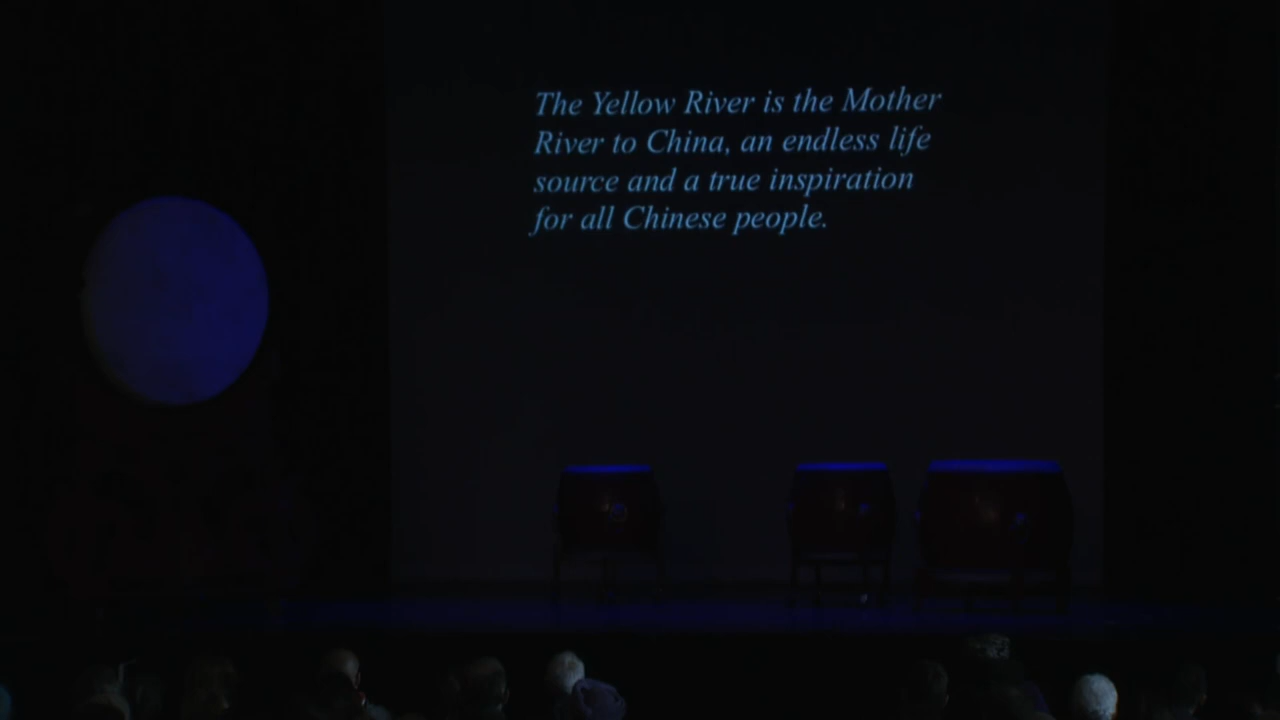 The Yellow River is the Mother
River to China, an endless life
source and a true inspiration
for all Chinese people.